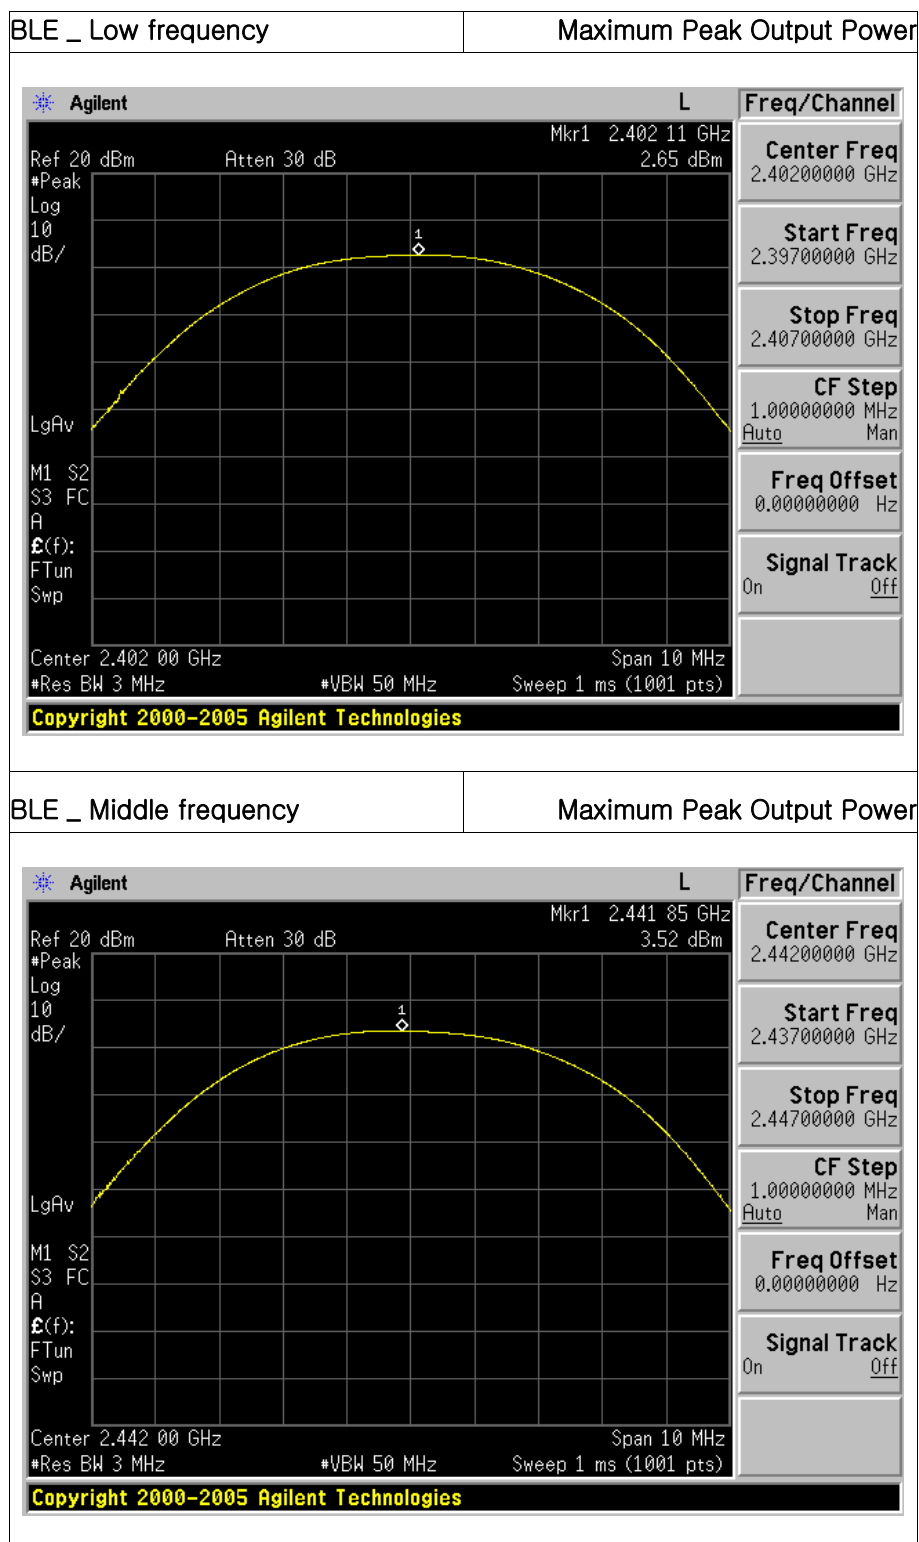 BLE _ Low frequency Maximum Peak Output Power
Agilent L Freq/Channel
Mkr1 2.402 11 GHz
Ref 20 dBm Atten 30 dB 2.65 dBm
#Peak
Log
10
dB/
1
LgAv
M1 S2
S3 FC
A
£(f):
FTun
Swp
Center 2.402 00 GHz Span 10 MHz
#Res BW 3 MHz #VBW 50 MHz Sweep 1 ms (1001 pts)
Copyright 2000-2005 Agilent Technologies
Center Freq
2.40200000 GHz
Start Freq
2.39700000 GHz
Stop Freq
2.40700000 GHz
CF Step
1.00000000 MHz
Auto Man
Freq Offset
0.00000000 Hz
Signal Track
On Off
BLE _ Middle frequency Maximum Peak Output Power
Agilent L Freq/Channel
Mkr1 2.441 85 GHz
Ref 20 dBm Atten 30 dB 3.52 dBm
#Peak
Log
10
dB/
1
LgAv
M1 S2
S3 FC
A
£(f):
FTun
Swp
Center 2.442 00 GHz Span 10 MHz
#Res BW 3 MHz #VBW 50 MHz Sweep 1 ms (1001 pts)
Copyright 2000-2005 Agilent Technologies
Center Freq
2.44200000 GHz
Start Freq
2.43700000 GHz
Stop Freq
2.44700000 GHz
CF Step
1.00000000 MHz
Auto Man
Freq Offset
0.00000000 Hz
Signal Track
On Off